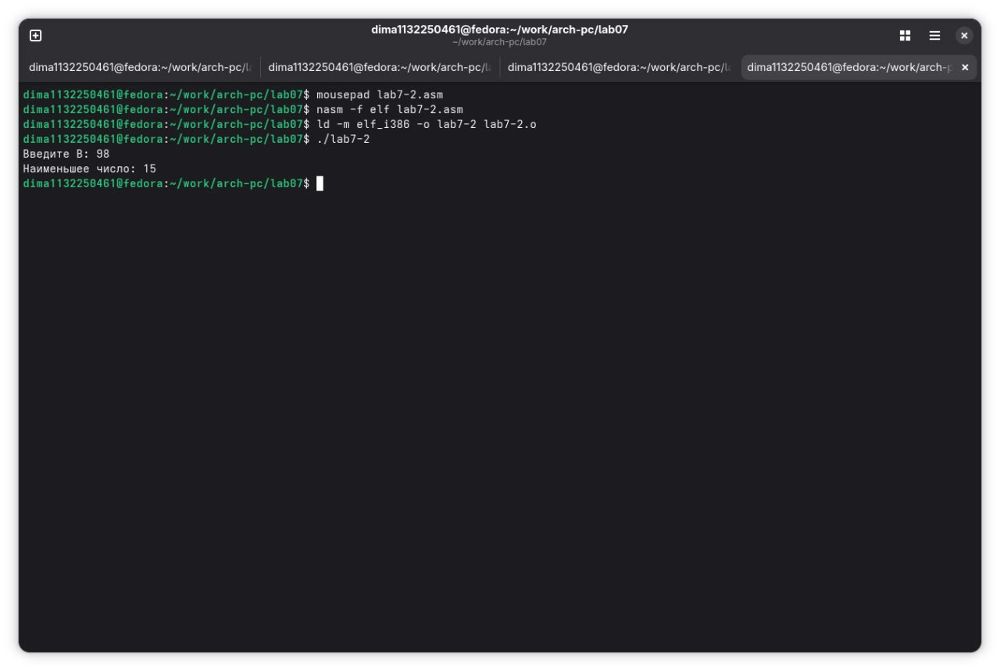 dima1132250461@fedora:~/work/arch-pc/lab07
~/work/arch-pc/lab07
dima1132250461@fedora:~/work/arch-pc/la dima1132250461@fedora:~/work/arch-pc/la dima1132250461@fedora:~/work/arch-pc/la dima1132250461@fedora:~/work/arch-p
dima1132250461@fedora:~/work/arch-pc/lab07$ mousepad lab7-2.asm
dima1132250461@fedora:~/work/arch-pc/lab07$ nasm -f elf lab7-2.asm
dima1132250461@fedora:~/work/arch-pc/lab07$ ld -m elf_i386 -o lab7-2 lab7-2.o
dima1132250461@fedora:~/work/arch-pc/lab07$ ./lab7-2
Введите B: 98
Наименьшее число: 15
dima1132250461@fedora:~/work/arch-pc/lab07$